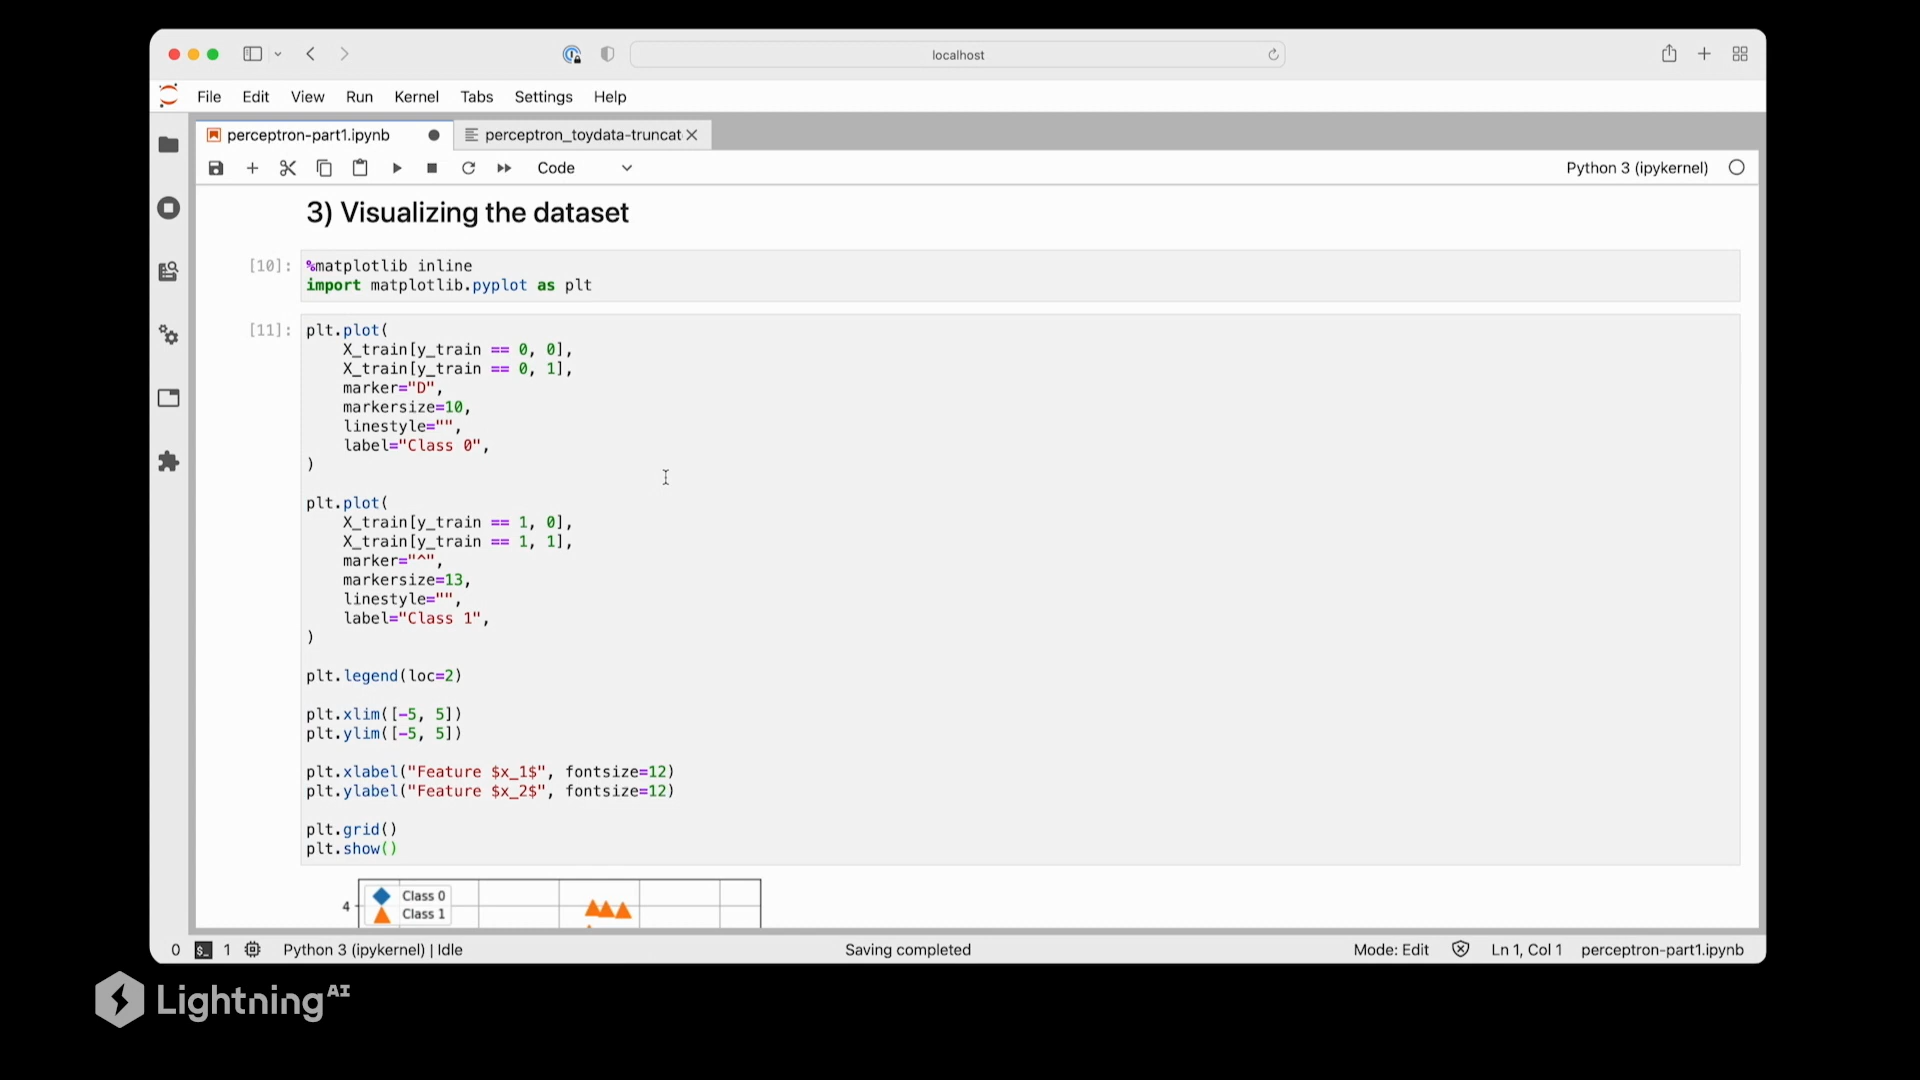 localhost
File Edit View Run Kernel Tabs Settings Help
perceptron-part1.ipynb perceptron_toydata-truncat
Code Python 3 (ipykernel)
3) Visualizing the dataset
[10]: %matplotlib inline
import matplotlib.pyplot as plt
[11]: plt.plot(
    X_train[y_train == 0, 0],
    X_train[y_train == 0, 1],
    marker="D",
    markersize=10,
    linestyle="",
    label="Class 0",
)
plt.plot(
    X_train[y_train == 1, 0],
    X_train[y_train == 1, 1],
    marker="^",
    markersize=13,
    linestyle="",
    label="Class 1",
)
plt.legend(loc=2)
plt.xlim([-5, 5])
plt.ylim([-5, 5])
plt.xlabel("Feature $x_1$", fontsize=12)
plt.ylabel("Feature $x_2$", fontsize=12)
plt.grid()
plt.show()
Class 0
4
Class 1
0 $_ 1 Python 3 (ipykernel) | Idle Saving completed Mode: Edit Ln 1, Col 1 perceptron-part1.ipynb
Lightning AI